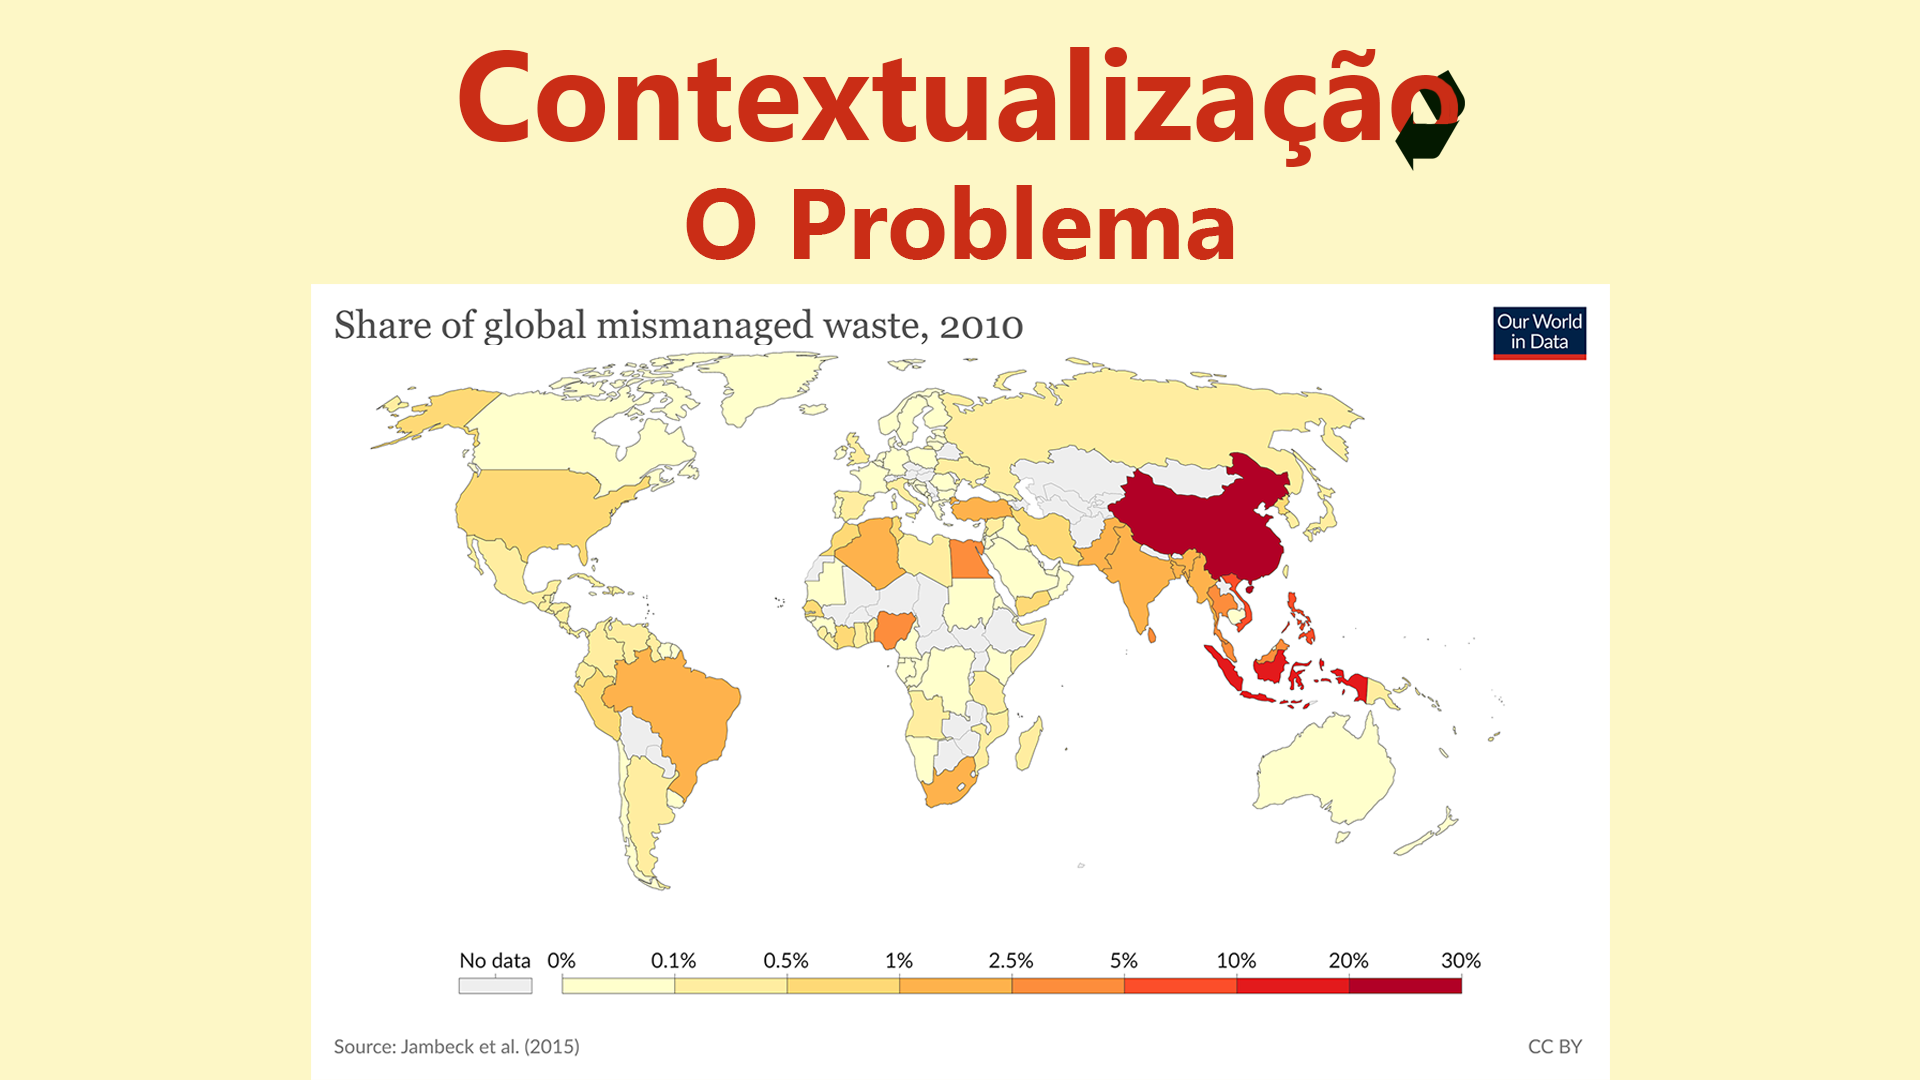 Contextualização
O Problema
Share of global mismanaged waste, 2010
Our World
in Data
No data 0% 0.1% 0.5% 1% 2.5% 5% 10% 20% 30%
Source: Jambeck et al. (2015)
CC BY